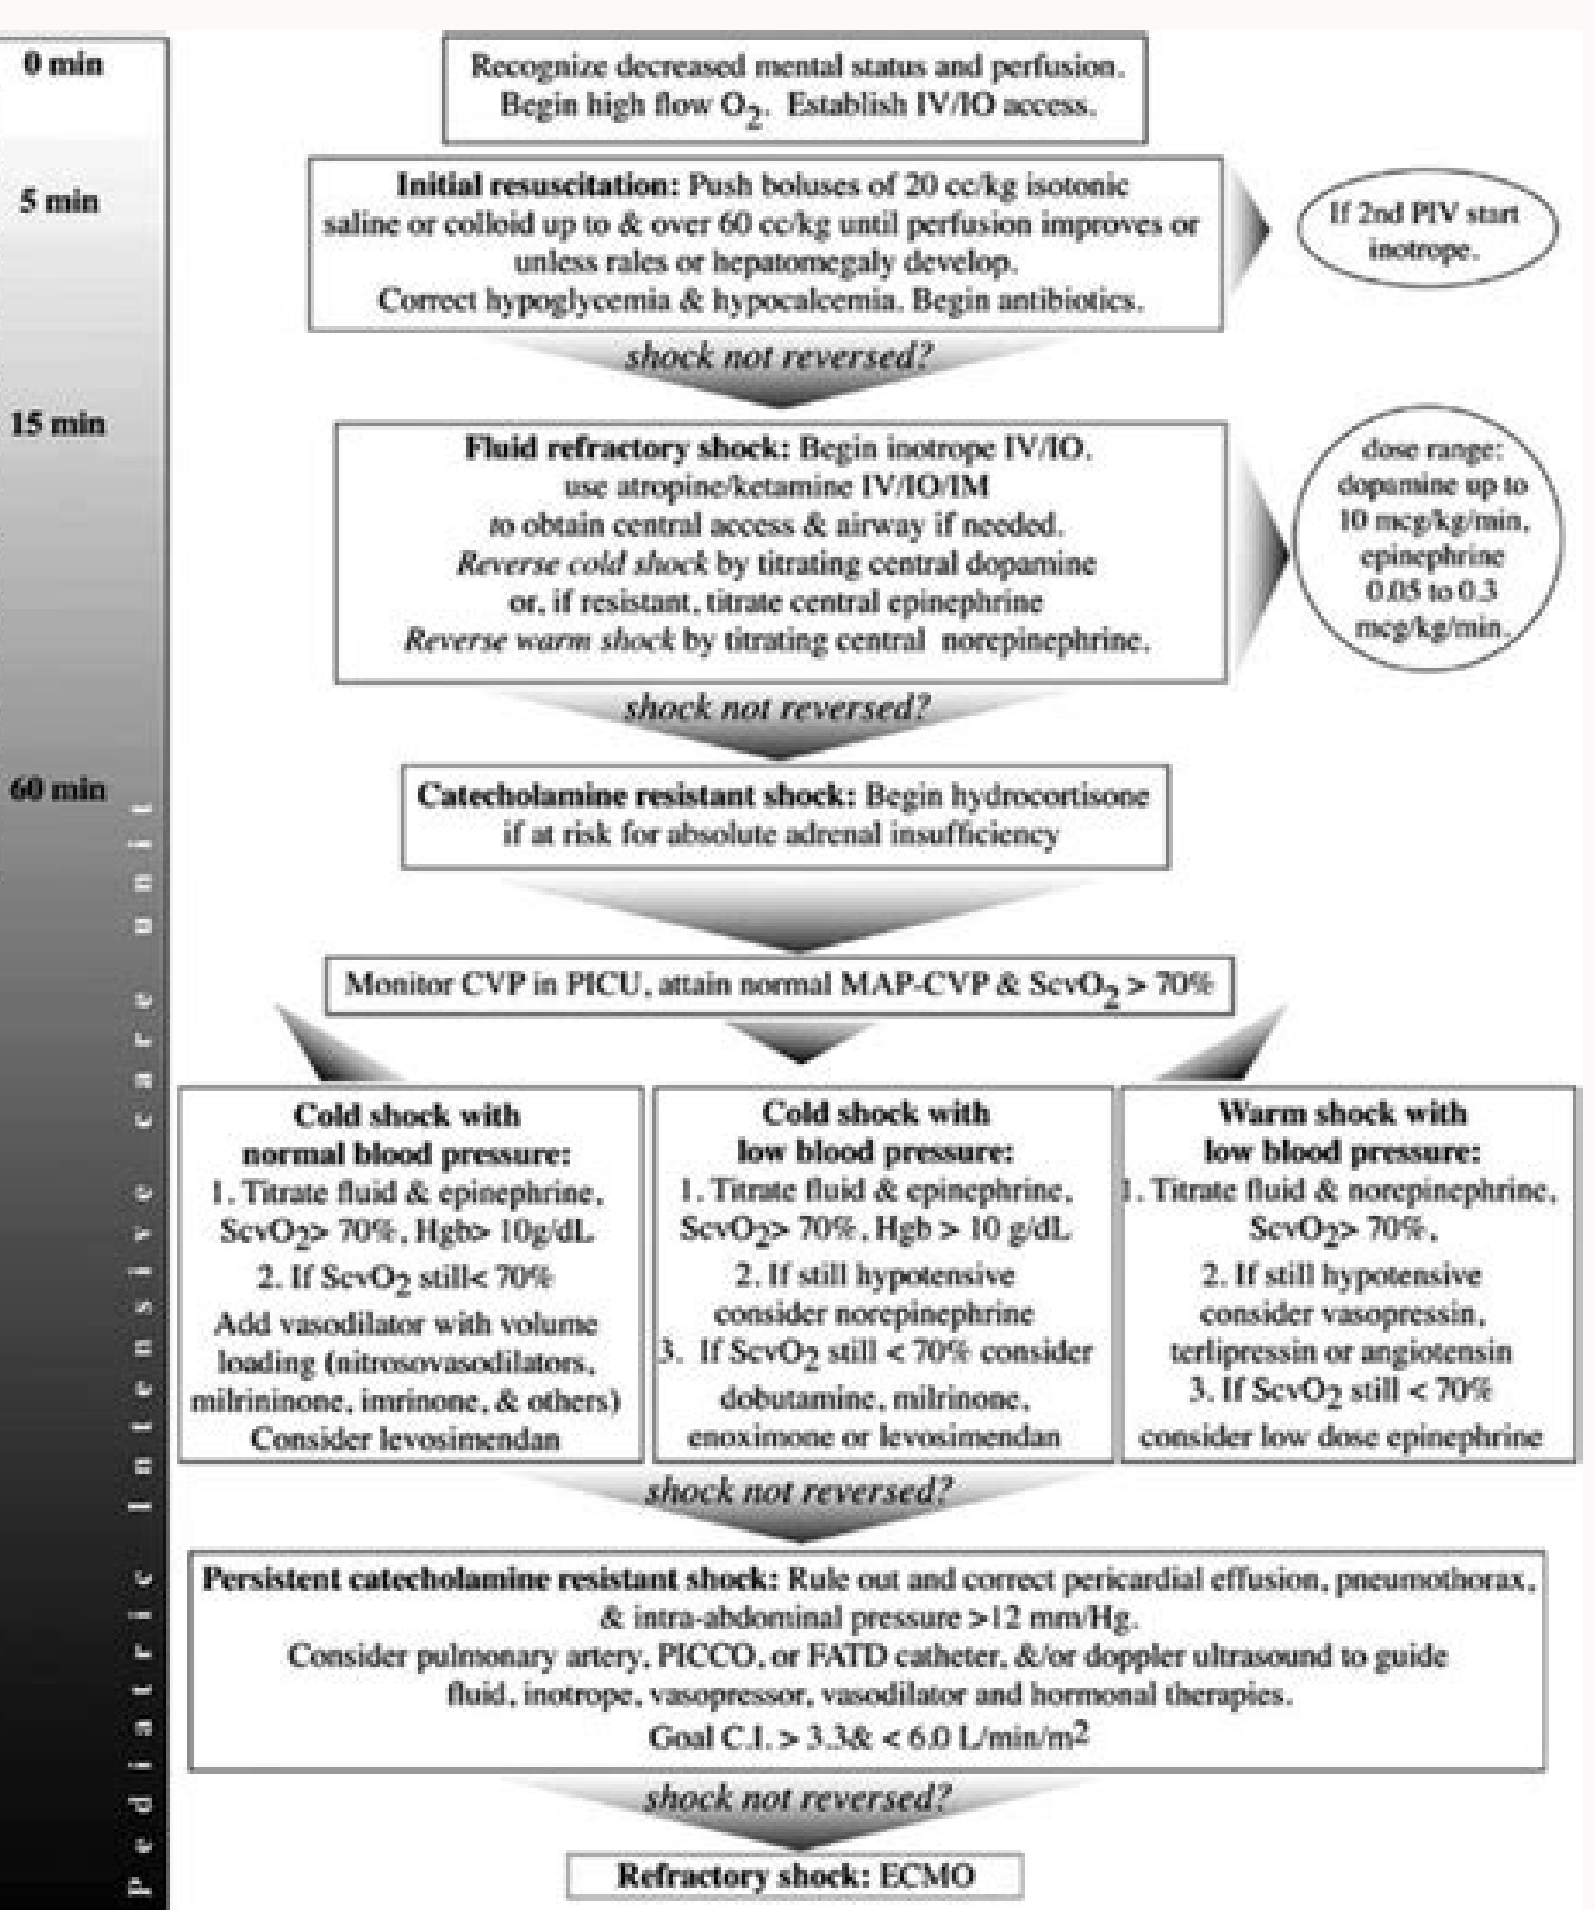 0 min
Recognize decreased mental status and perfusion.
Begin high flow O2. Establish IV/IO access.
5 min
Initial resuscitation: Push boluses of 20 cc/kg isotonic
saline or colloid up to & over 60 cc/kg until perfusion improves or
unless rales or hepatomegaly develop.
Correct hypoglycemia & hypocalcemia. Begin antibiotics.
If 2nd PIV start
inotrope.
shock not reversed?
15 min
Fluid refractory shock: Begin inotrope IV/IO.
use atropine/ketamine IV/IO/IM
to obtain central access & airway if needed.
Reverse cold shock by titrating central dopamine
or, if resistant, titrate central epinephrine
Reverse warm shock by titrating central norepinephrine.
dose range:
dopamine up to
10 mcg/kg/min,
epinephrine
0.05 to 0.3
mcg/kg/min.
shock not reversed?
60 min
Catecholamine resistant shock: Begin hydrocortisone
if at risk for absolute adrenal insufficiency
Monitor CVP in PICU, attain normal MAP-CVP & ScvO2 > 70%
Cold shock with
normal blood pressure:
1. Titrate fluid & epinephrine,
ScvO2> 70%, Hgb> 10g/dL
2. If ScvO2 still< 70%
Add vasodilator with volume
loading (nitrosovasodilators,
milrininone, imrinone, & others)
Consider levosimendan
Cold shock with
low blood pressure:
1. Titrate fluid & epinephrine,
ScvO2> 70%, Hgb > 10 g/dL
2. If still hypotensive
consider norepinephrine
3. If ScvO2 still < 70% consider
dobutamine, milrinone,
enoximone or levosimendan
Warm shock with
low blood pressure:
1. Titrate fluid & norepinephrine,
ScvO2> 70%,
2. If still hypotensive
consider vasopressin,
terlipressin or angiotensin
3. If ScvO2 still < 70%
consider low dose epinephrine
shock not reversed?
Persistent catecholamine resistant shock: Rule out and correct pericardial effusion, pneumothorax,
& intra-abdominal pressure >12 mm/Hg.
Consider pulmonary artery, PICCO, or FATD catheter, &/or doppler ultrasound to guide
fluid, inotrope, vasopressor, vasodilator and hormonal therapies.
Goal C.I. > 3.3& < 6.0 L/min/m2
shock not reversed?
Refractory shock: ECMO
Pediatric Intensive care unit